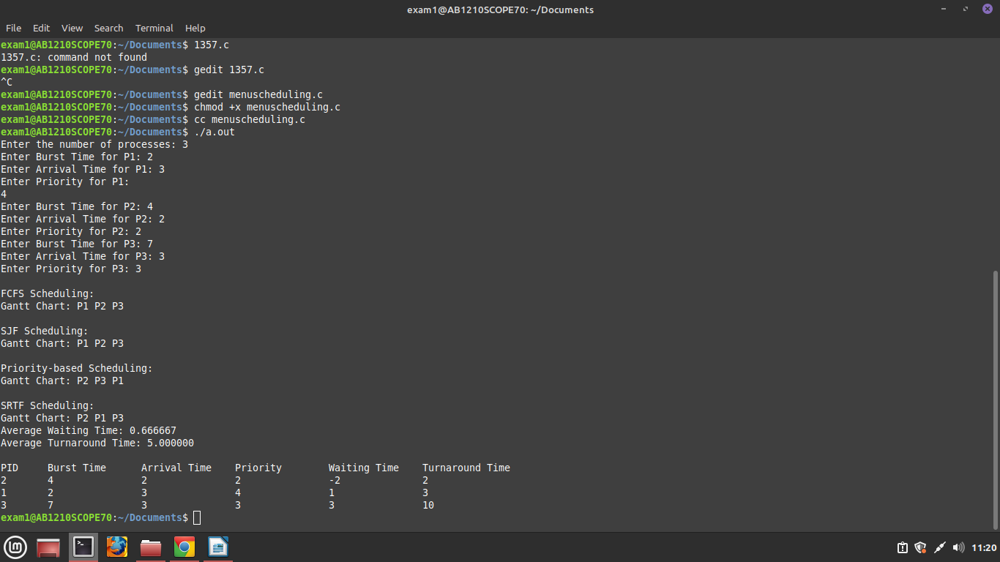 exam1@AB1210SCOPE70: ~/Documents
File Edit View Search Terminal Help
exam1@AB1210SCOPE70:~/Documents$ 1357.c
1357.c: command not found
exam1@AB1210SCOPE70:~/Documents$ gedit 1357.c
^C
exam1@AB1210SCOPE70:~/Documents$ gedit menuscheduling.c
exam1@AB1210SCOPE70:~/Documents$ chmod +x menuscheduling.c
exam1@AB1210SCOPE70:~/Documents$ cc menuscheduling.c
exam1@AB1210SCOPE70:~/Documents$ ./a.out
Enter the number of processes: 3
Enter Burst Time for P1: 2
Enter Arrival Time for P1: 3
Enter Priority for P1:
4
Enter Burst Time for P2: 4
Enter Arrival Time for P2: 2
Enter Priority for P2: 2
Enter Burst Time for P3: 7
Enter Arrival Time for P3: 3
Enter Priority for P3: 3
FCFS Scheduling:
Gantt Chart: P1 P2 P3
SJF Scheduling:
Gantt Chart: P1 P2 P3
Priority-based Scheduling:
Gantt Chart: P2 P3 P1
SRTF Scheduling:
Gantt Chart: P2 P1 P3
Average Waiting Time: 0.666667
Average Turnaround Time: 5.000000
PID Burst Time Arrival Time Priority Waiting Time Turnaround Time
2 4 2 2 -2 2
1 2 3 4 1 3
3 7 3 3 3 10
exam1@AB1210SCOPE70:~/Documents$
11:20